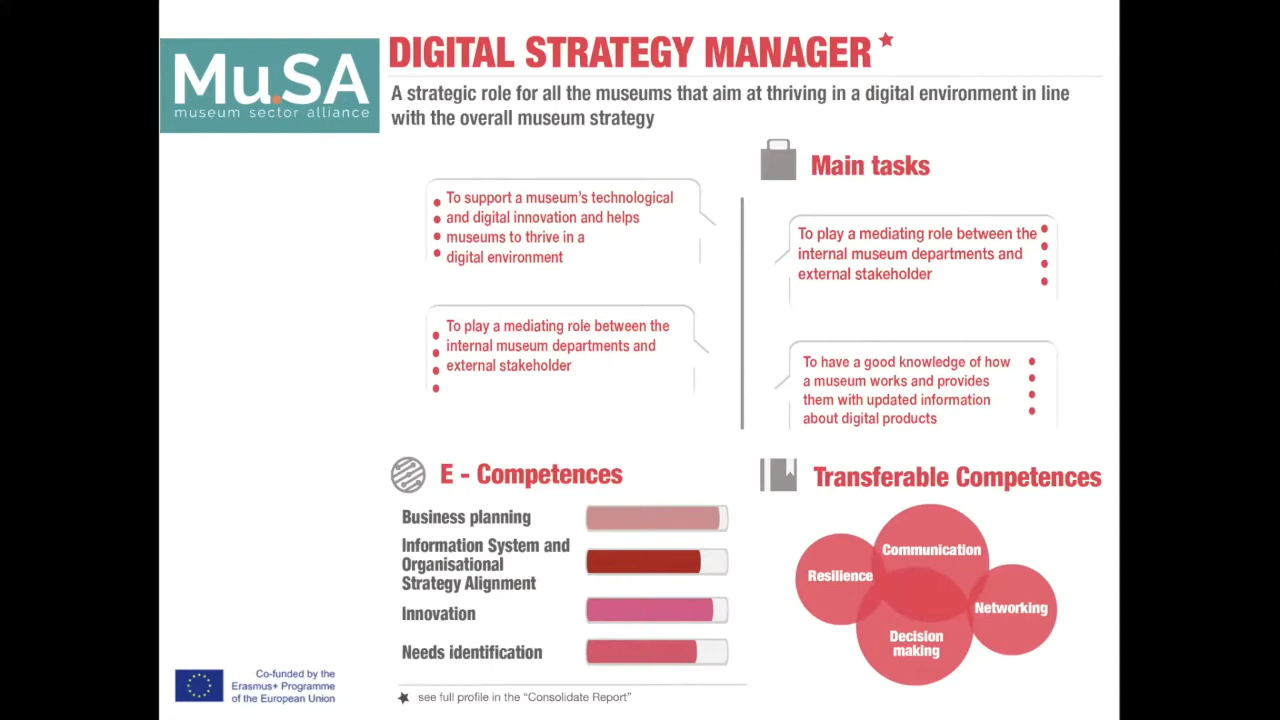 Mu.SA
museum sector alliance
DIGITAL STRATEGY MANAGER
A strategic role for all the museums that aim at thriving in a digital environment in line
with the overall museum strategy
To support a museum's technological
and digital innovation and helps
museums to thrive in a
digital environment
To play a mediating role between the
internal museum departments and
external stakeholder
Main tasks
To play a mediating role between the
internal museum departments and
external stakeholder
To have a good knowledge of how
a museum works and provides
them with updated information
about digital products
E - Competences
Business planning
Information System and
Organisational
Strategy Alignment
Innovation
Needs identification
Transferable Competences
Communication
Resilience
Networking
Decision
making
Co-funded by the
Erasmus+ Programme
of the European Union
see full profile in the "Consolidate Report"